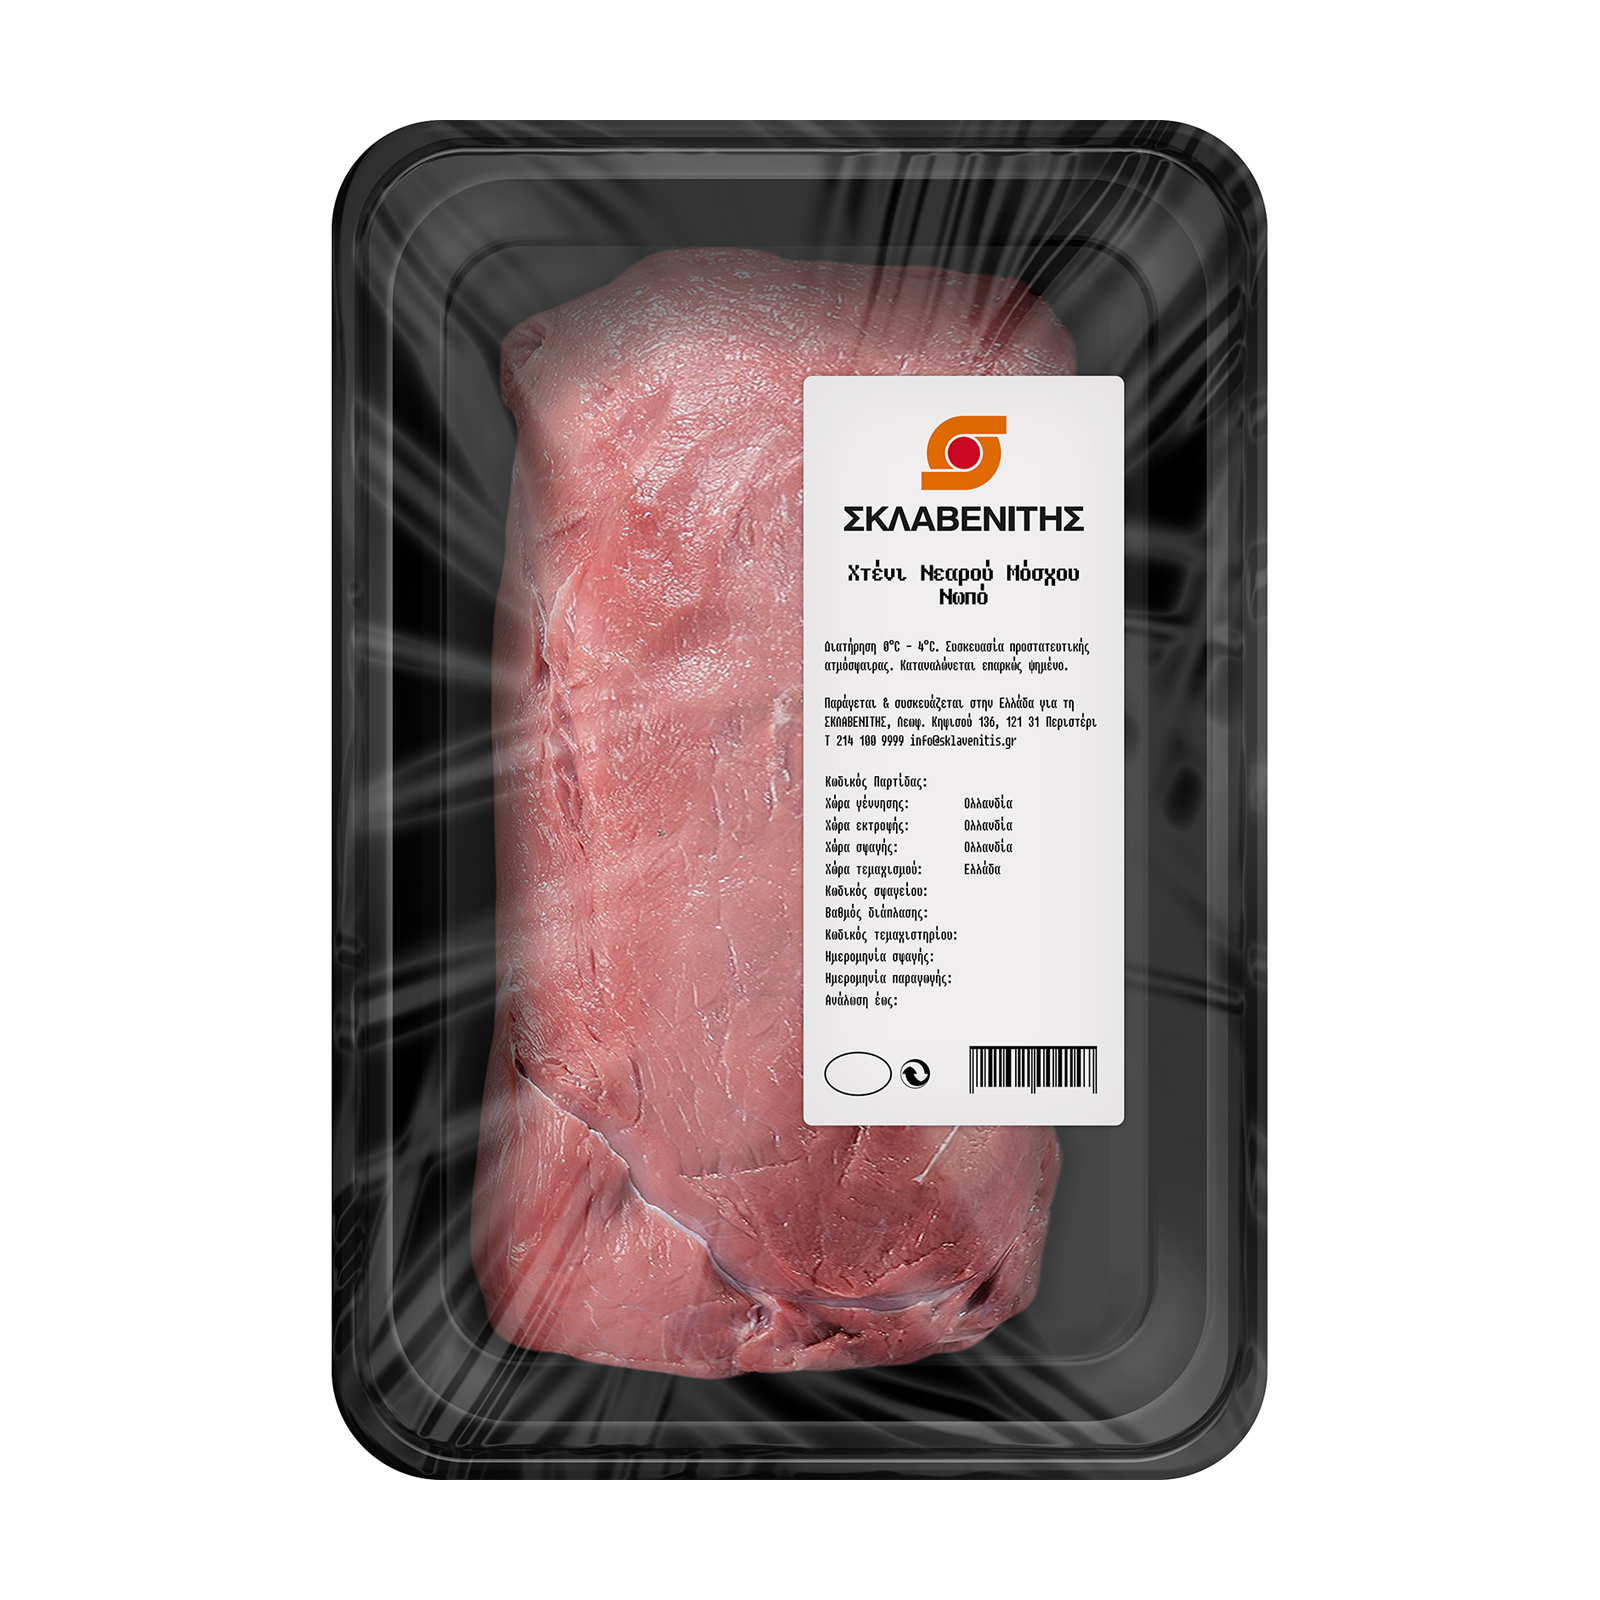 ΣΚΛΑΒΕΝΙΤΗΣ
Χτένι Νεαρού Μόσχου
Νωπό
Διατήρηση 0°C - 4°C. Συσκευασία προστατευτικής
ατμόσφαιρας. Καταναλώνεται επαρκώς ψημένο.
Παράγεται & συσκευάζεται στην Ελλάδα για τη
ΣΚΛΑΒΕΝΙΤΗΣ, Λεωφ. Κηφισού 136, 121 31 Περιστέρι
Τ 214 100 9999 info@sklavenitis.gr
Κωδικός Παρτίδας:
Χώρα γέννησης: Ολλανδία
Χώρα εκτροφής: Ολλανδία
Χώρα σφαγής: Ολλανδία
Χώρα τεμαχισμού: Ελλάδα
Κωδικός σφαγείου:
Βαθμός διάπλασης:
Κωδικός τεμαχιστηρίου:
Ημερομηνία σφαγής:
Ημερομηνία παραγωγής:
Ανάλωση έως: